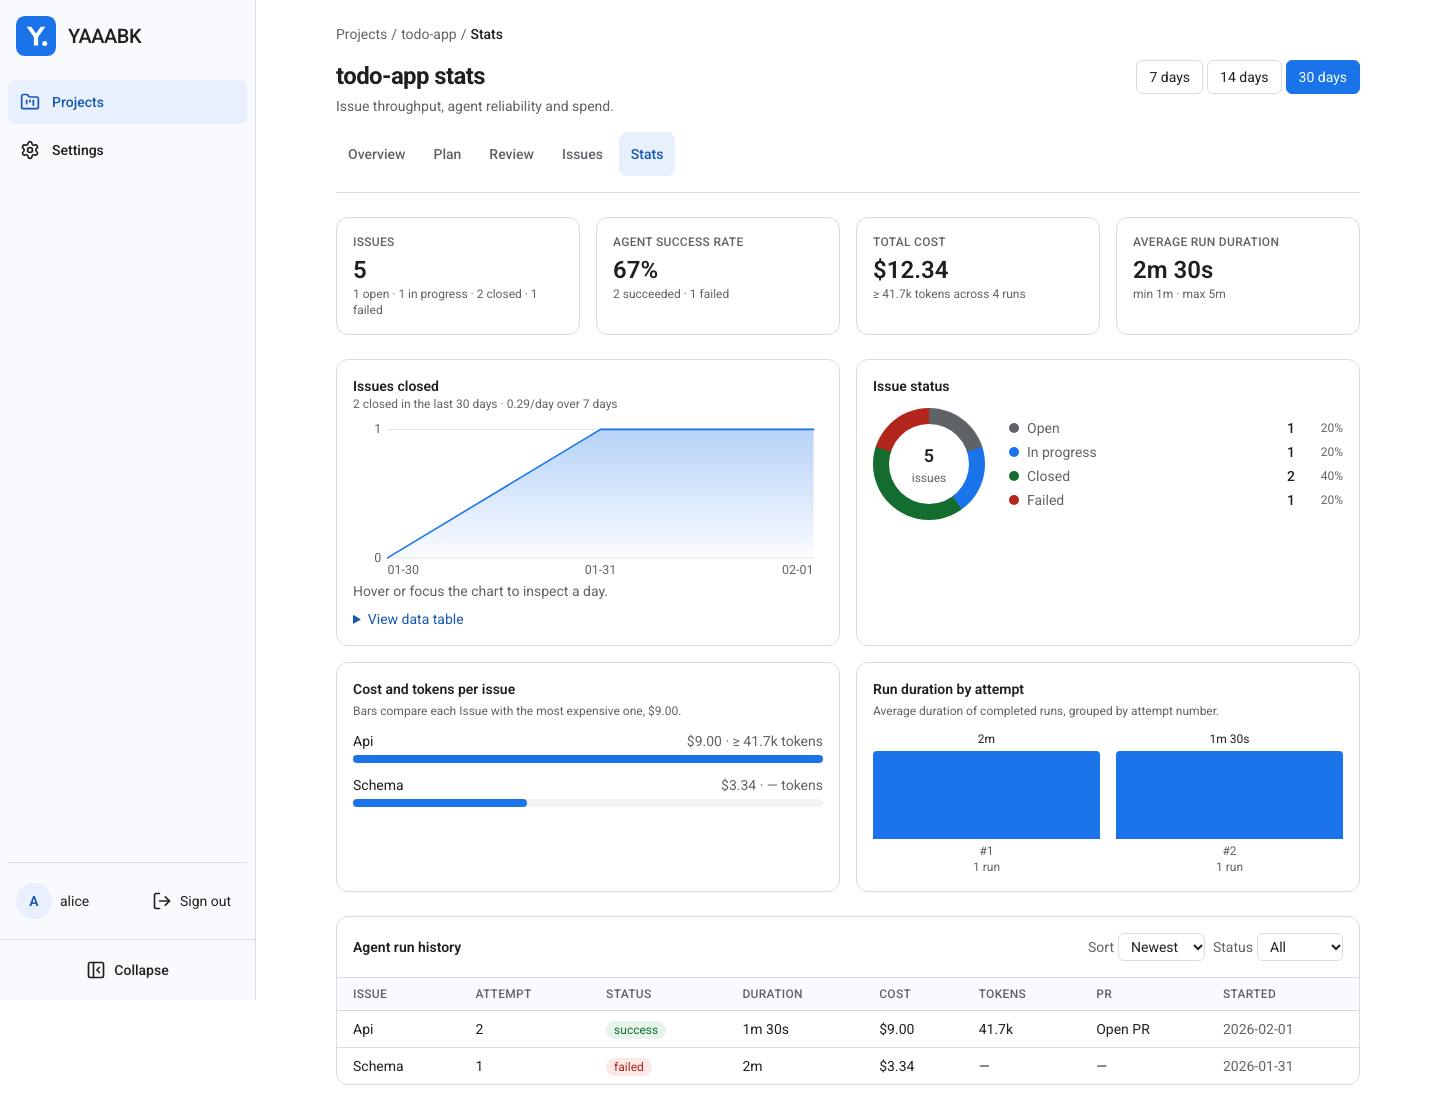 Y. YAAABK
Projects
Settings
A alice Sign out
Collapse
Projects / todo-app / Stats
todo-app stats
Issue throughput, agent reliability and spend.
7 days 14 days 30 days
Overview Plan Review Issues Stats
ISSUES
5
1 open · 1 in progress · 2 closed · 1
failed
AGENT SUCCESS RATE
67%
2 succeeded · 1 failed
TOTAL COST
$12.34
≥ 41.7k tokens across 4 runs
AVERAGE RUN DURATION
2m 30s
min 1m · max 5m
Issues closed
2 closed in the last 30 days · 0.29/day over 7 days
1
0
01-30 01-31 02-01
Hover or focus the chart to inspect a day.
View data table
Issue status
5
issues
Open 1 20%
In progress 1 20%
Closed 2 40%
Failed 1 20%
Cost and tokens per issue
Bars compare each Issue with the most expensive one, $9.00.
Api $9.00 · ≥ 41.7k tokens
Schema $3.34 · — tokens
Run duration by attempt
Average duration of completed runs, grouped by attempt number.
2m 1m 30s
#1 #2
1 run 1 run
Agent run history
Sort Newest Status All
ISSUE ATTEMPT STATUS DURATION COST TOKENS PR STARTED
Api 2 success 1m 30s $9.00 41.7k Open PR 2026-02-01
Schema 1 failed 2m $3.34 — — 2026-01-31